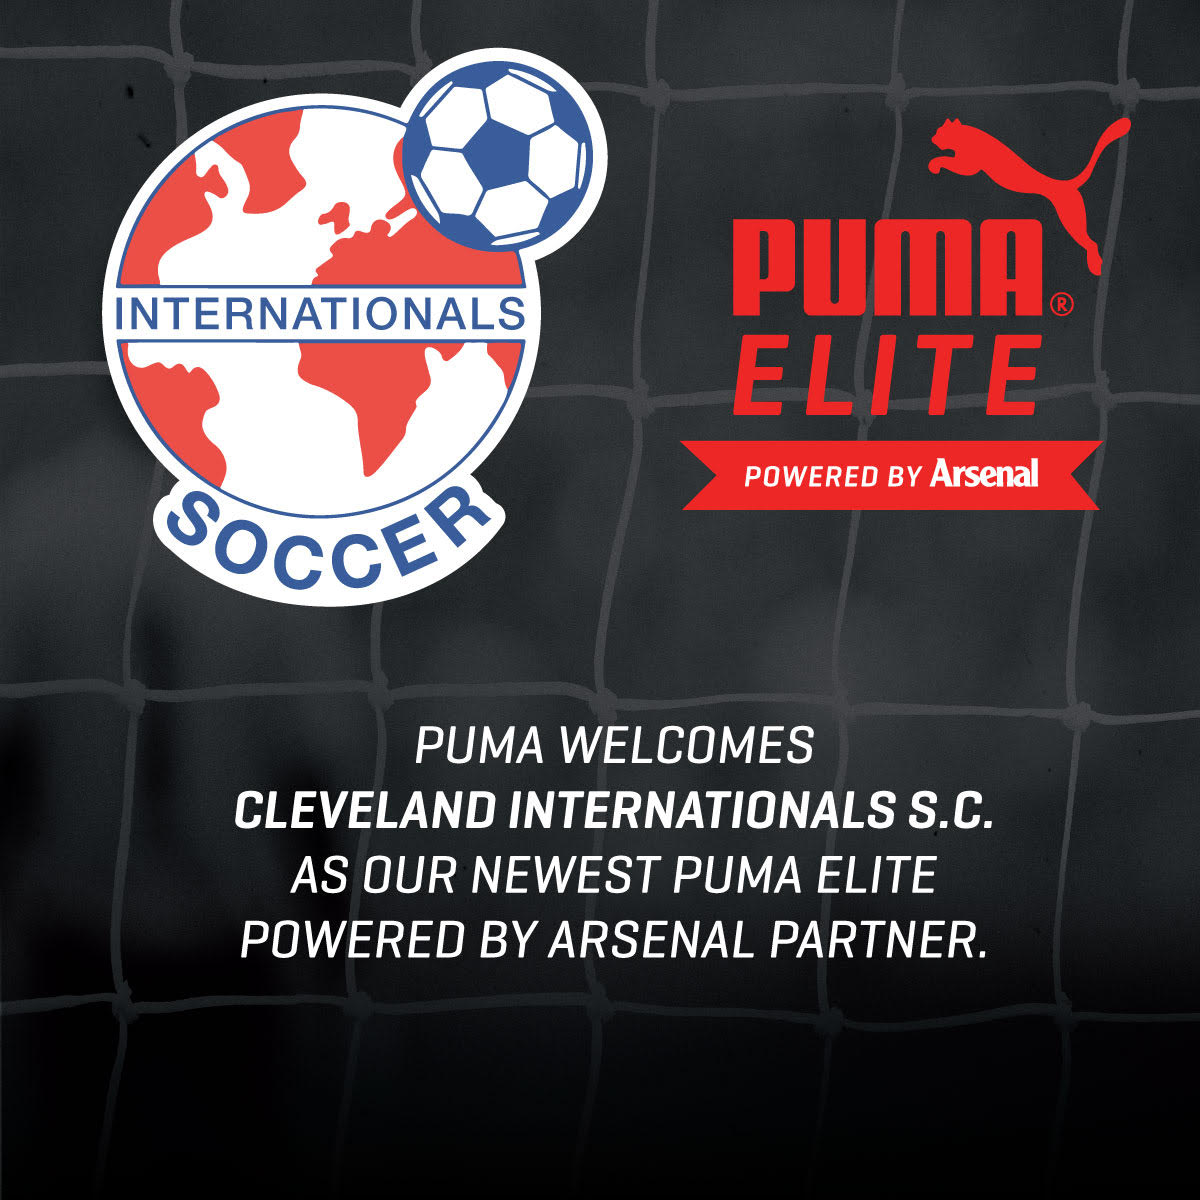 INTERNATIONALS
SOCCER
PUMA®
ELITE
POWERED BY Arsenal
PUMA WELCOMES
CLEVELAND INTERNATIONALS S.C.
AS OUR NEWEST PUMA ELITE
POWERED BY ARSENAL PARTNER.